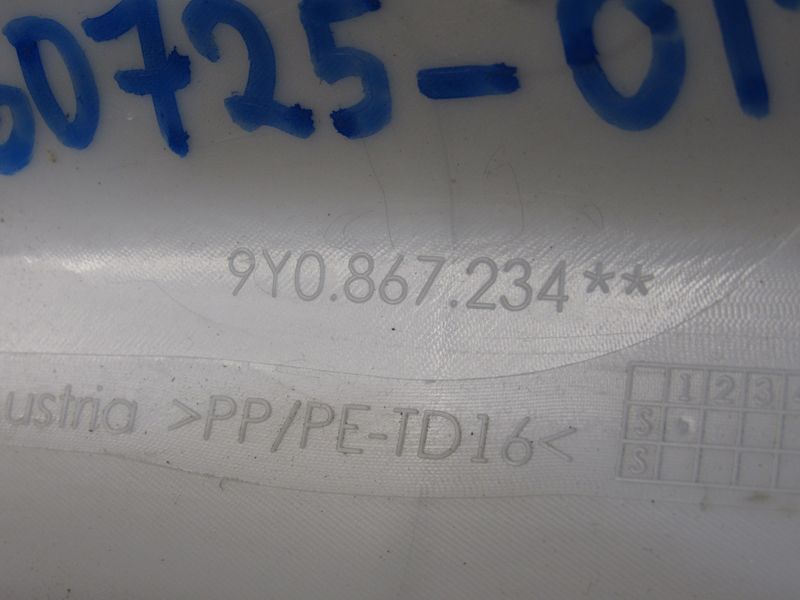 60725-01
9Y0.867.234**
ustria >PP/PE-TD16<
1 2 3
S
S